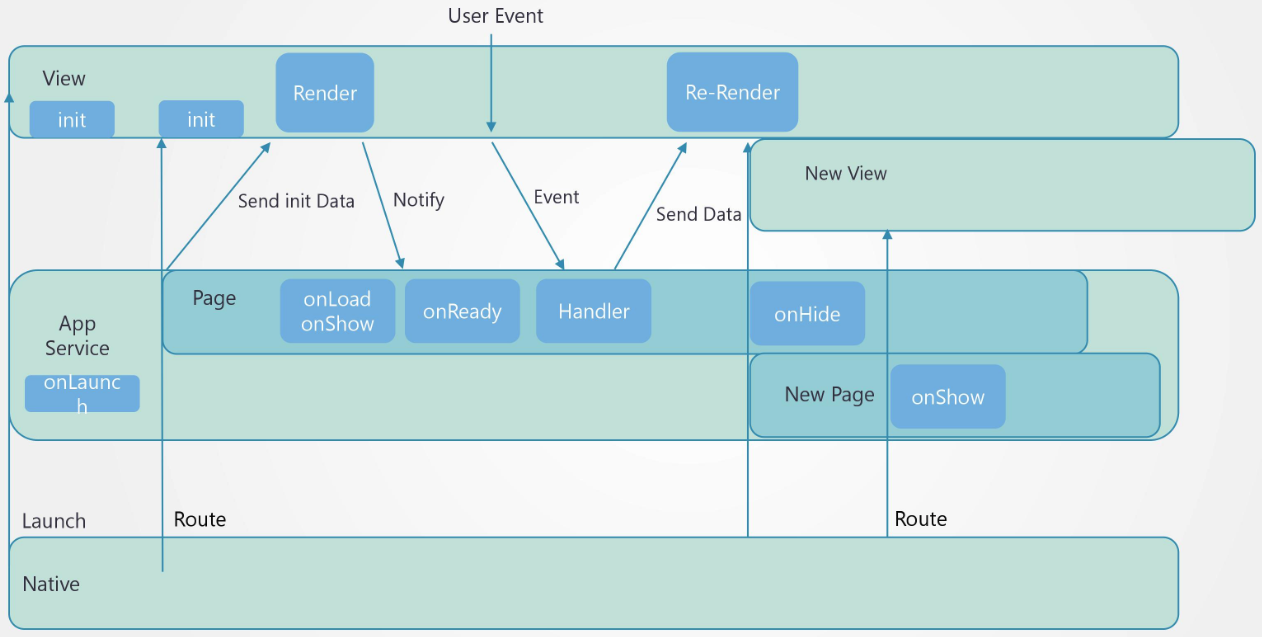 User Event
View
init
init
Render
Re-Render
Send init Data
Notify
Event
Send Data
New View
App
Service
onLaunc
h
Page
onLoad
onShow
onReady
Handler
onHide
New Page
onShow
Launch
Route
Route
Native